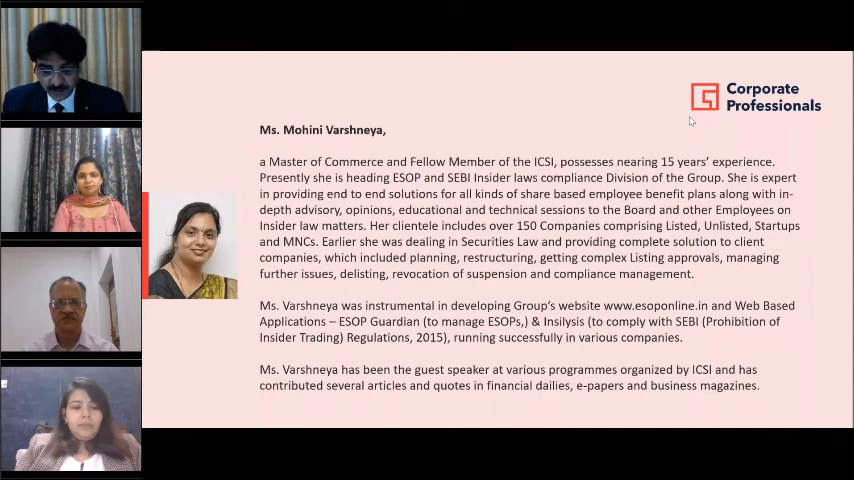 Corporate
Professionals
Ms. Mohini Varshneya,
a Master of Commerce and Fellow Member of the ICSI, possesses nearing 15 years’ experience.
Presently she is heading ESOP and SEBI Insider laws compliance Division of the Group. She is expert
in providing end to end solutions for all kinds of share based employee benefit plans along with in-
depth advisory, opinions, educational and technical sessions to the Board and other Employees on
Insider law matters. Her clientele includes over 150 Companies comprising Listed, Unlisted, Startups
and MNCs. Earlier she was dealing in Securities Law and providing complete solution to client
companies, which included planning, restructuring, getting complex Listing approvals, managing
further issues, delisting, revocation of suspension and compliance management.
Ms. Varshneya was instrumental in developing Group’s website www.esoponline.in and Web Based
Applications – ESOP Guardian (to manage ESOPs,) & Insilysis (to comply with SEBI (Prohibition of
Insider Trading) Regulations, 2015), running successfully in various companies.
Ms. Varshneya has been the guest speaker at various programmes organized by ICSI and has
contributed several articles and quotes in financial dailies, e-papers and business magazines.